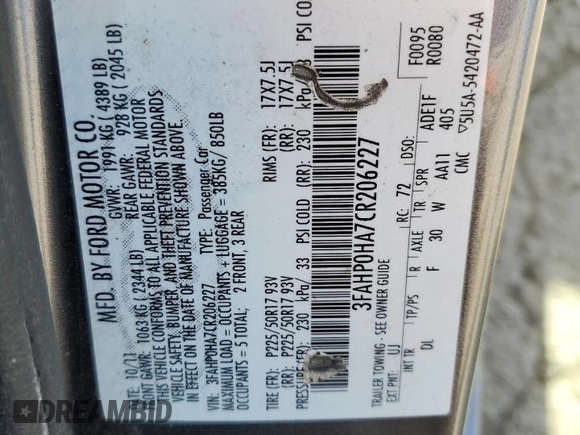 MFD. BY FORD MOTOR CO.
DATE: 10/11 GVWR: 1991 KG ( 4389 LB)
FRONT GAWR: 1063 KG ( 2344 LB) REAR GAWR: 928 KG ( 2045 LB)
THIS VEHICLE CONFORMS TO ALL APPLICABLE FEDERAL MOTOR
VEHICLE SAFETY, BUMPER, AND THEFT PREVENTION STANDARDS
IN EFFECT ON THE DATE OF MANUFACTURE SHOWN ABOVE.
VIN: 3FAHP0HA7CR206227 TYPE: Passenger Car
MAXIMUM LOAD = OCCUPANTS + LUGGAGE = 385KG/ 850LB
OCCUPANTS = 5 TOTAL; 2 FRONT, 3 REAR
TIRE (FR): P225/50R17 93V RIMS (FR): 17X7.5J
(RR): P225/50R17 93V (RR): 17X7.5J
PRESSURE 230 kPa/ 33 PSI COLD (RR): 230 kPa/ PSI CO
3FAHP0HA7CR206227
F0095
R0080
TRAILER TOWING - SEE OWNER GUIDE
EXT PNT: UJ RC: 72 DSO:
TP/PS R AXLE TR SPR ADE1F
F 30 W AA11 405
DL CMC ▽5U5A-5420472-AA
DREAMBID